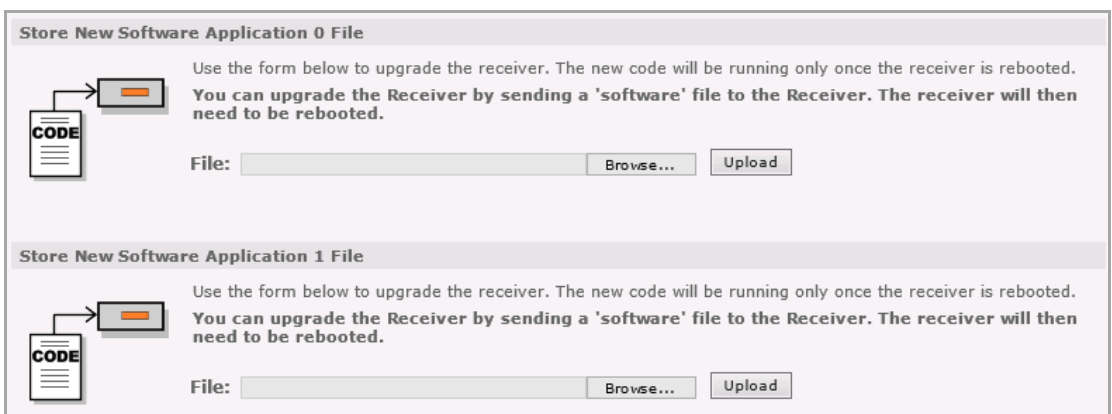 Store New Software Application 0 File
Use the form below to upgrade the receiver. The new code will be running only once the receiver is rebooted.
You can upgrade the Receiver by sending a 'software' file to the Receiver. The receiver will then
need to be rebooted.
CODE
File: Browse... Upload
Store New Software Application 1 File
Use the form below to upgrade the receiver. The new code will be running only once the receiver is rebooted.
You can upgrade the Receiver by sending a 'software' file to the Receiver. The receiver will then
need to be rebooted.
CODE
File: Browse... Upload